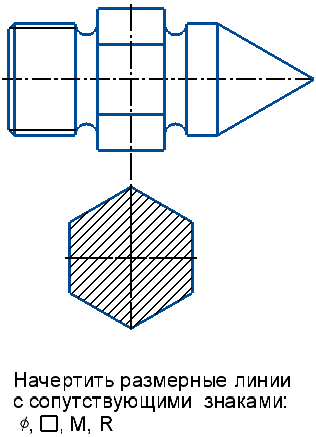 Начертить размерные линии
с сопутствующими знаками:
⌀, □, М, R